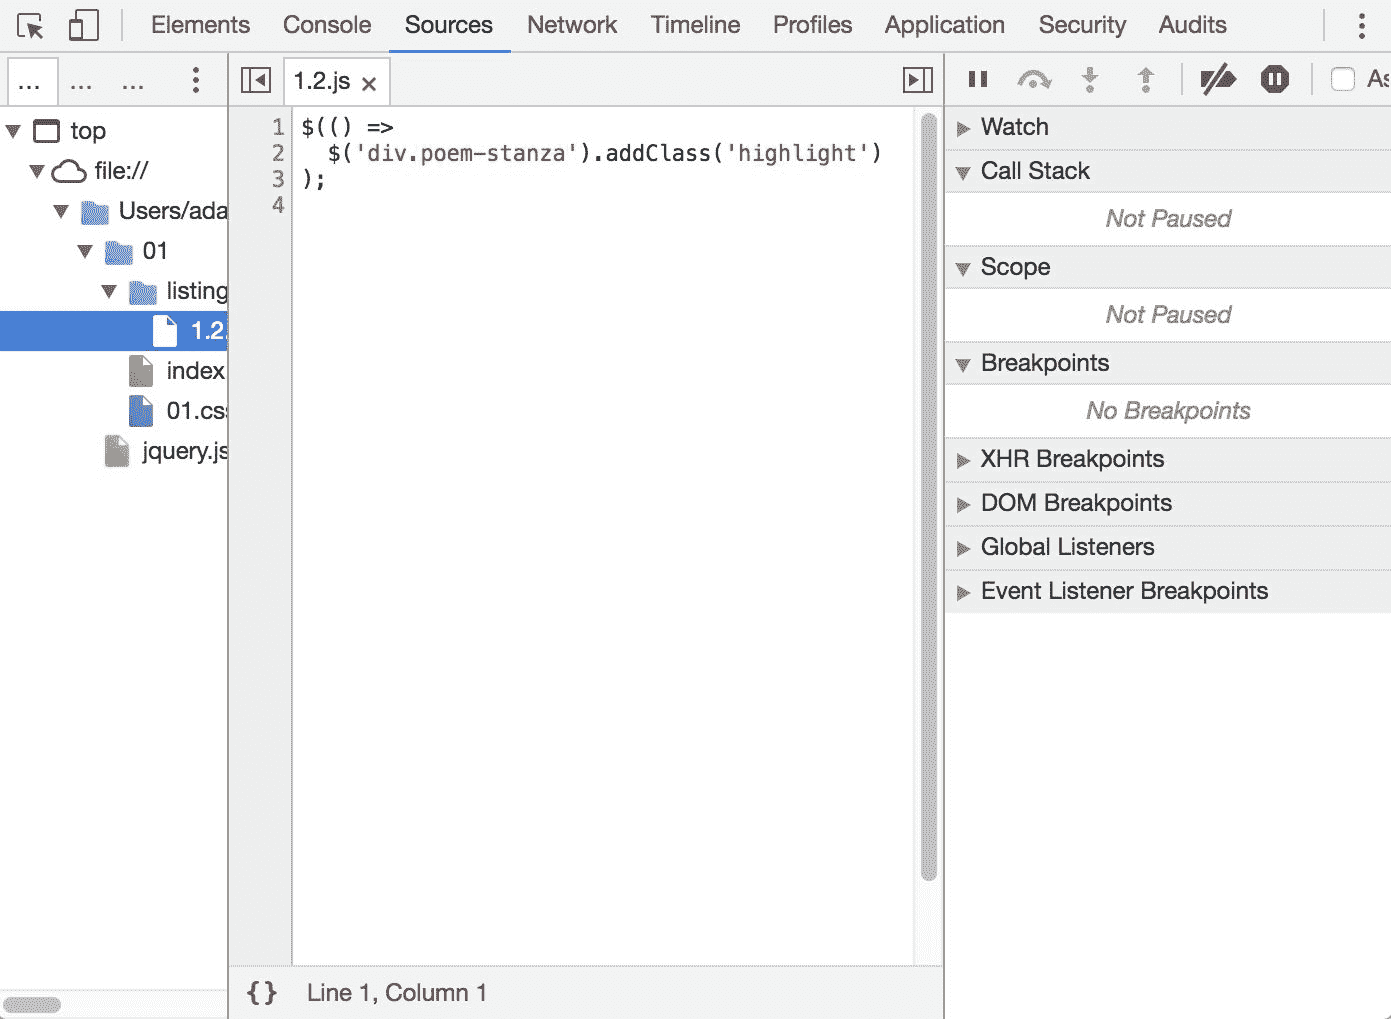 Elements Console Sources Network Timeline Profiles Application Security Audits
... ... ...
1.2.js ×
As
top
file://
Users/ada
01
listing
1.2.
index.
01.css
jquery.js
1 $(() =>
2 $('div.poem-stanza').addClass('highlight')
3 );
4
{} Line 1, Column 1
Watch
Call Stack
Not Paused
Scope
Not Paused
Breakpoints
No Breakpoints
XHR Breakpoints
DOM Breakpoints
Global Listeners
Event Listener Breakpoints